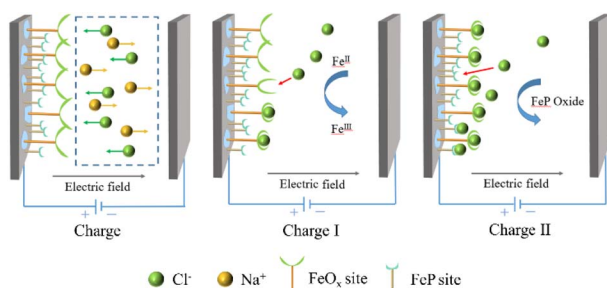 Fe^II
Fe^III
FeP Oxide
Electric field
Electric field
Electric field
+ −
+ −
+ −
Charge
Charge I
Charge II
Cl⁻
Na⁺
FeOₓ site
FeP site